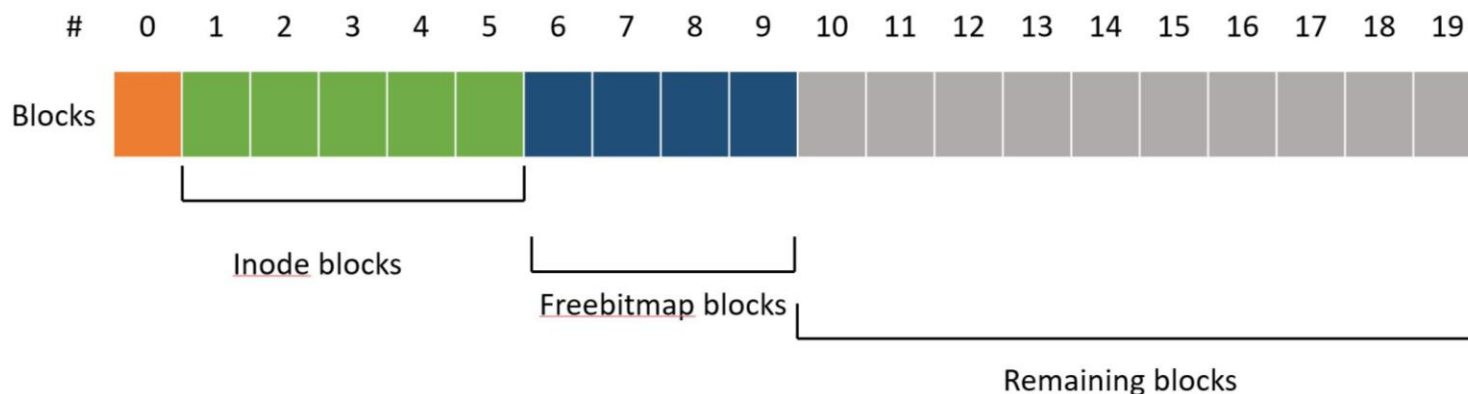 # 0 1 2 3 4 5 6 7 8 9 10 11 12 13 14 15 16 17 18 19
Blocks
Inode blocks
Freebitmap blocks
Remaining blocks